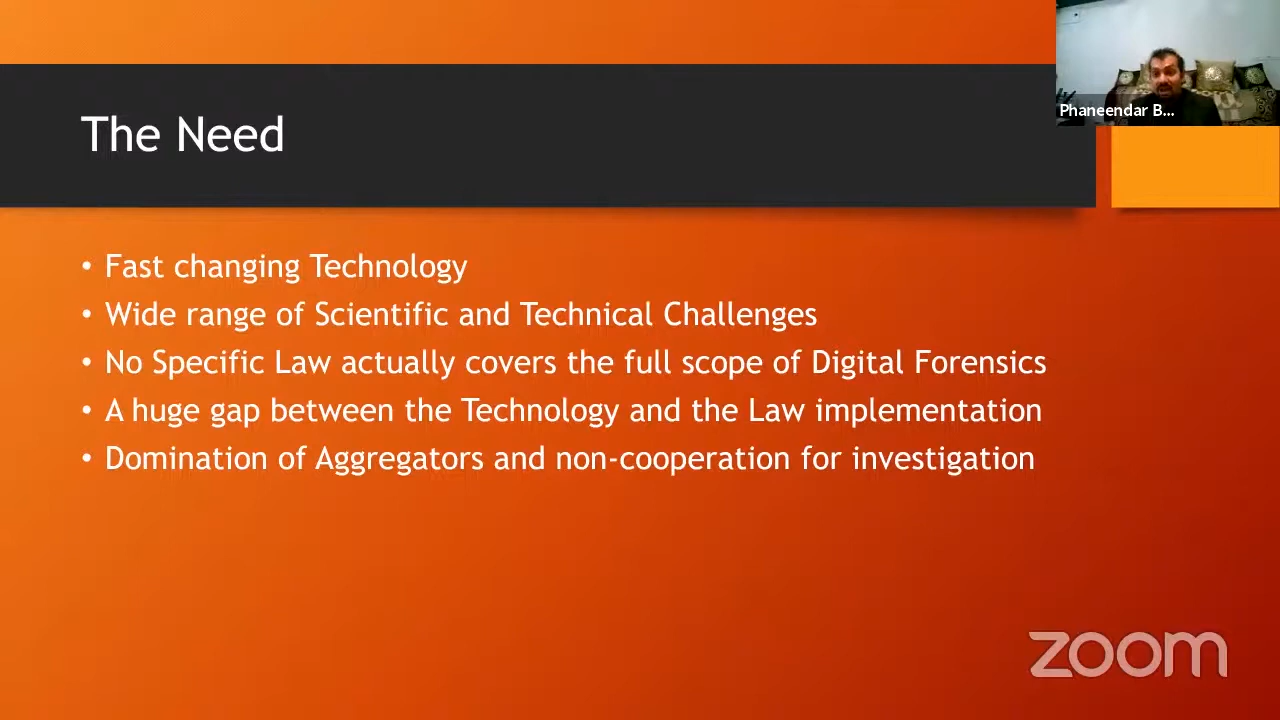 The Need
Phaneendar B...
• Fast changing Technology
• Wide range of Scientific and Technical Challenges
• No Specific Law actually covers the full scope of Digital Forensics
• A huge gap between the Technology and the Law implementation
• Domination of Aggregators and non-cooperation for investigation
zoom